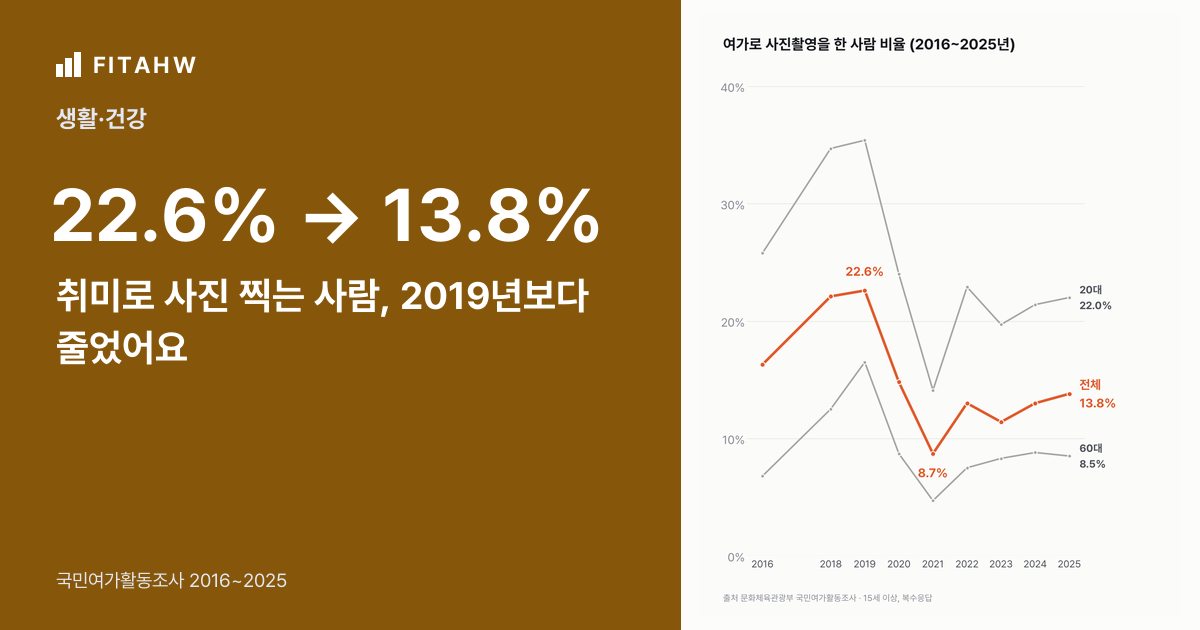 FITAHW
생활·건강
22.6% → 13.8%
취미로 사진 찍는 사람, 2019년보다
줄었어요
국민여가활동조사 2016~2025
여가로 사진촬영을 한 사람 비율 (2016~2025년)
40%
30%
20%
10%
0%
22.6%
8.7%
20대
22.0%
전체
13.8%
60대
8.5%
2016 2018 2019 2020 2021 2022 2023 2024 2025
출처 문화체육관광부 국민여가활동조사 · 15세 이상, 복수응답